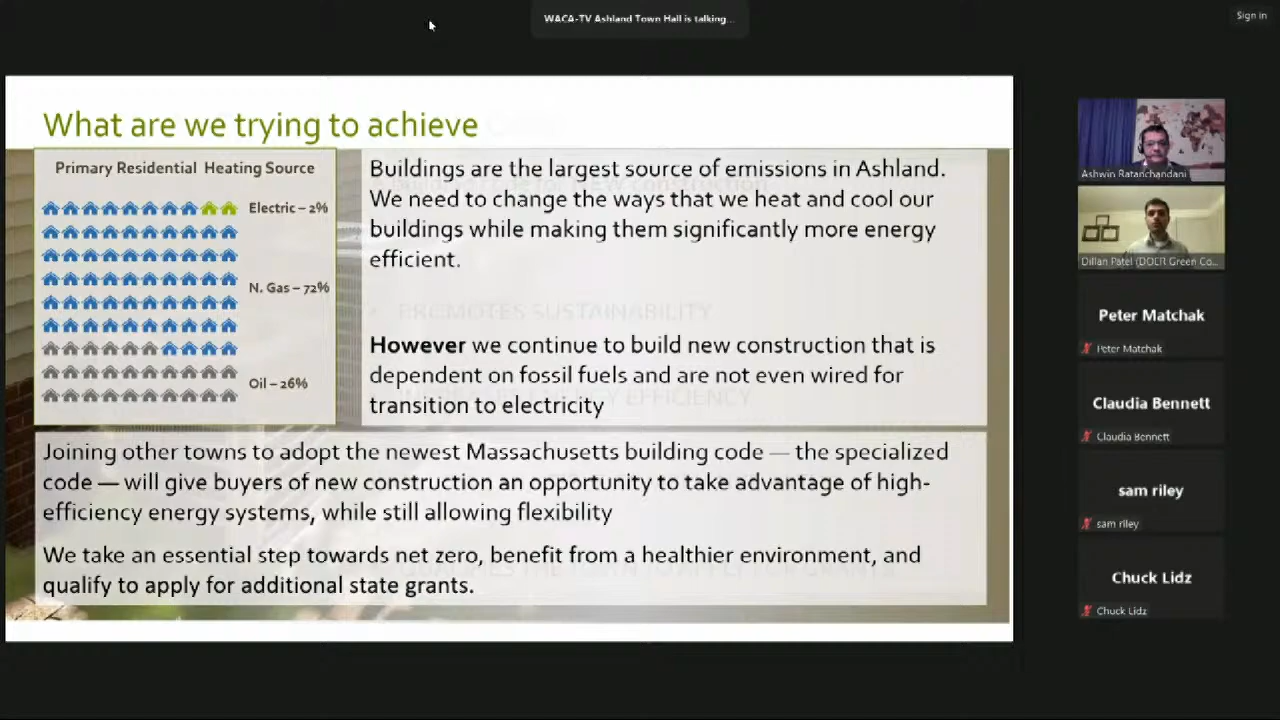 WACA-TV Ashland Town Hall is talking...
Sign in
What are we trying to achieve
Primary Residential Heating Source
Electric – 2%
N. Gas – 72%
Oil – 26%
Buildings are the largest source of emissions in Ashland.
We need to change the ways that we heat and cool our
buildings while making them significantly more energy
efficient.
PROMOTES SUSTAINABILITY
However we continue to build new construction that is
dependent on fossil fuels and are not even wired for
transition to electricity
Joining other towns to adopt the newest Massachusetts building code — the specialized
code — will give buyers of new construction an opportunity to take advantage of high-
efficiency energy systems, while still allowing flexibility
We take an essential step towards net zero, benefit from a healthier environment, and
qualify to apply for additional state grants.
Ashwin Ratanchandani
Dillan Patel (DOER Green Co...
Peter Matchak
Peter Matchak
Claudia Bennett
Claudia Bennett
sam riley
sam riley
Chuck Lidz
Chuck Lidz